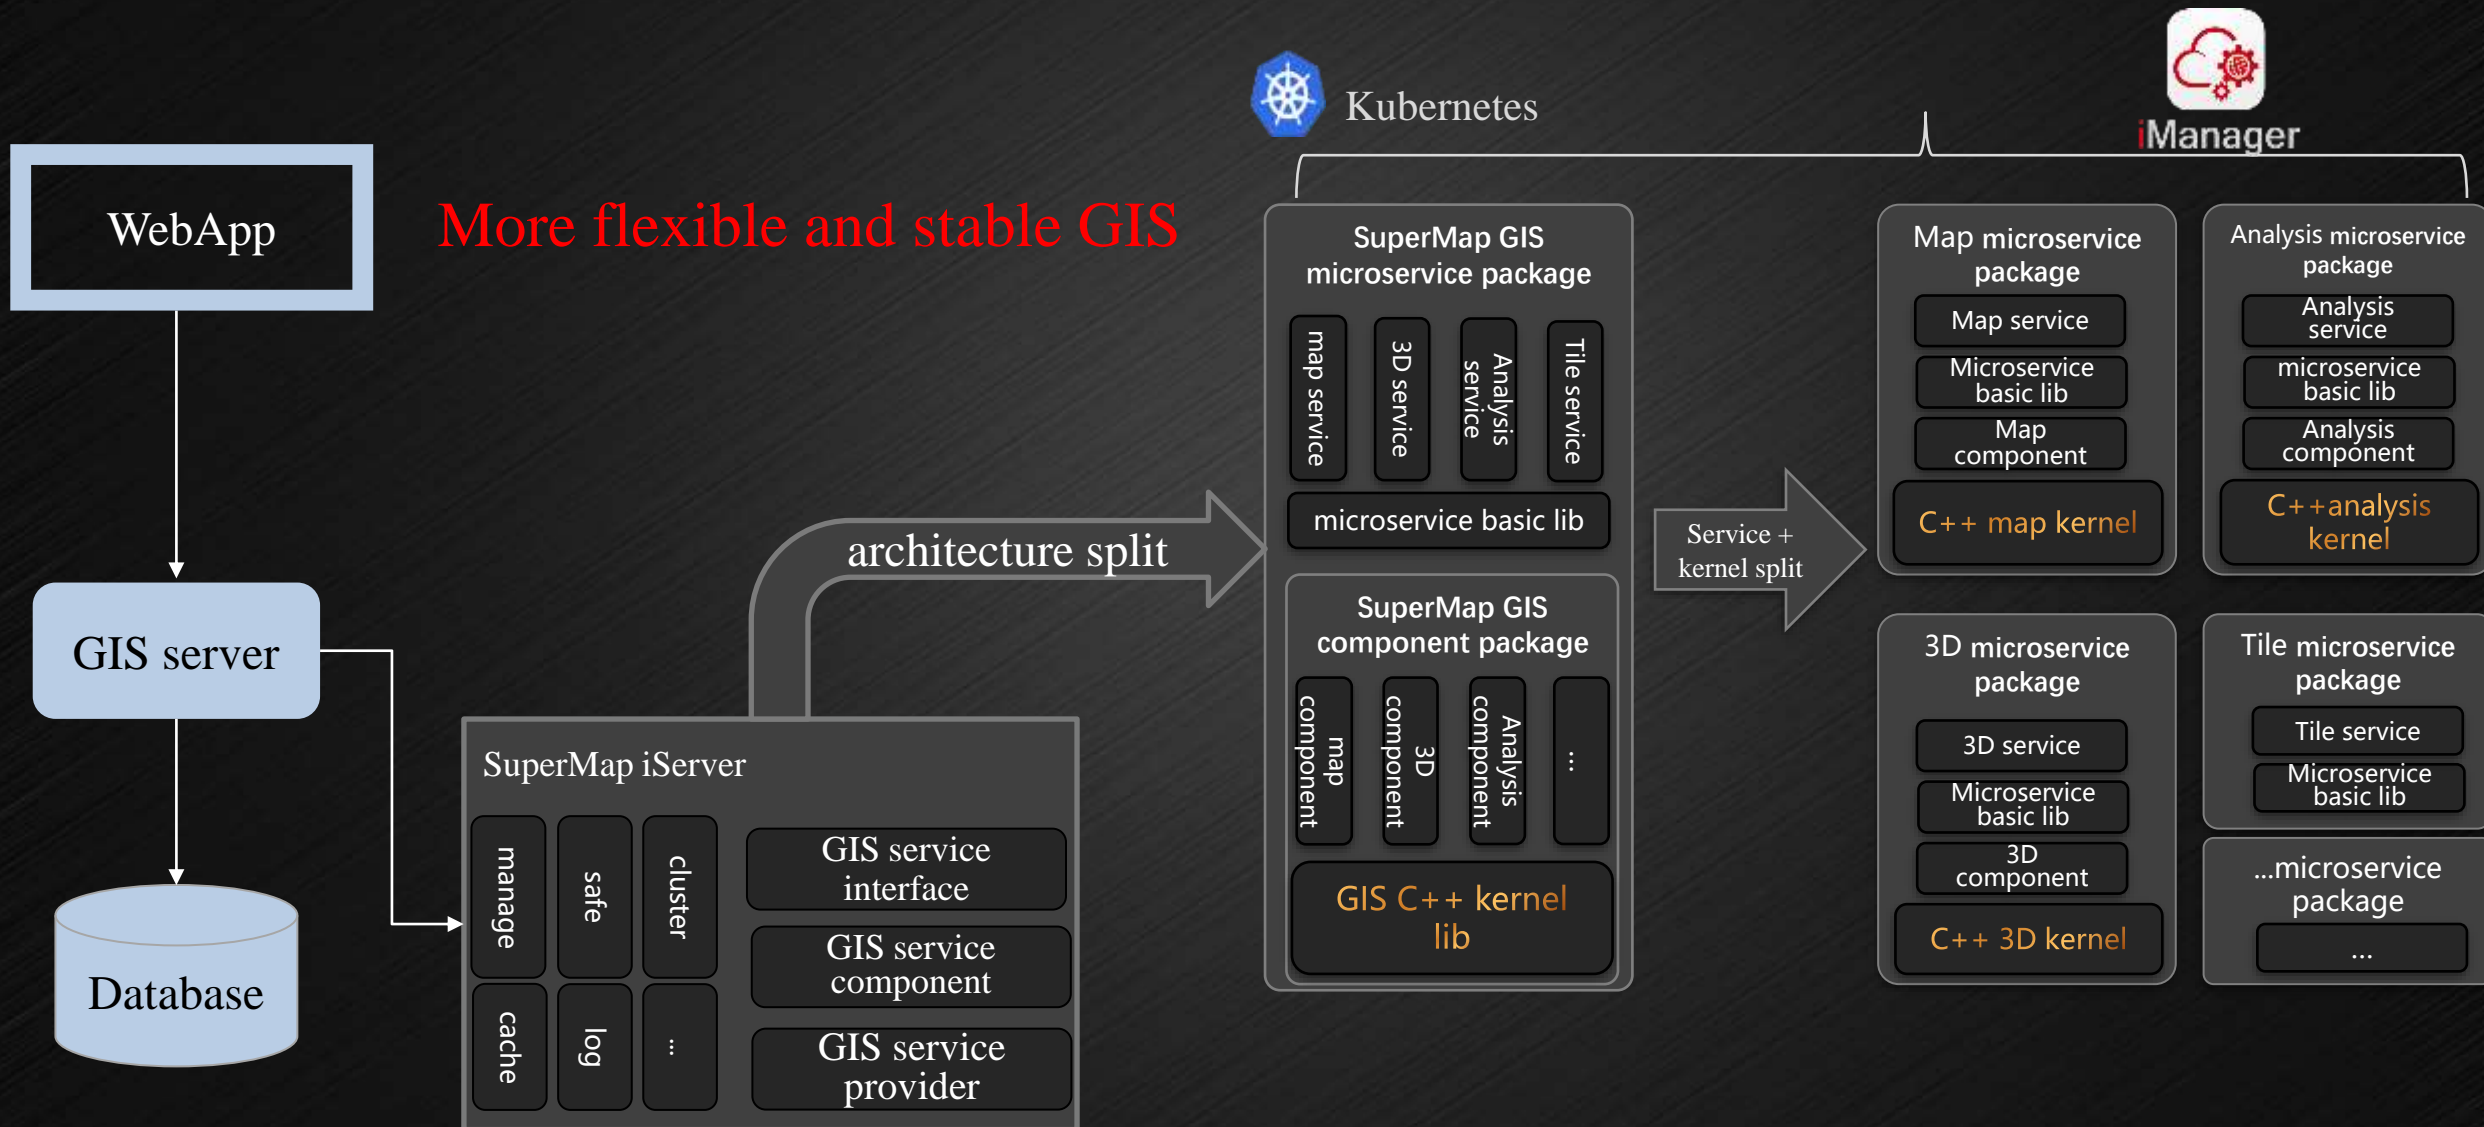 Kubernetes
iManager
WebApp
More flexible and stable GIS
GIS server
Database
SuperMap iServer
manage
safe
cluster
cache
log
...
GIS service
interface
GIS service
component
GIS service
provider
architecture split
SuperMap GIS
microservice package
map service
3D service
Analysis
service
Tile service
microservice basic lib
SuperMap GIS
component package
map
component
3D
component
Analysis
component
...
GIS C++ kernel
lib
Service +
kernel split
Map microservice
package
Map service
Microservice
basic lib
Map
component
C++ map kernel
Analysis microservice
package
Analysis
service
microservice
basic lib
Analysis
component
C++analysis
kernel
3D microservice
package
3D service
Microservice
basic lib
3D
component
C++ 3D kernel
Tile microservice
package
Tile service
Microservice
basic lib
...microservice
package
...